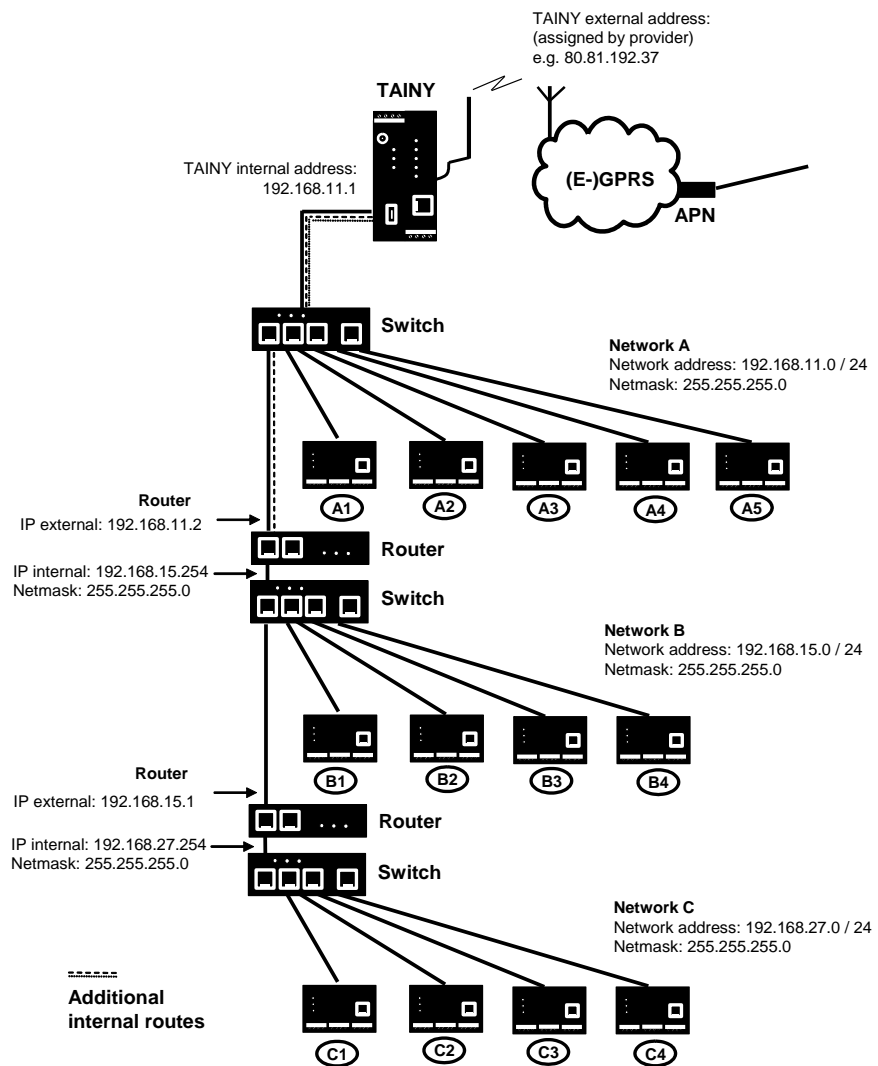 TAINY external address:
(assigned by provider)
e.g. 80.81.192.37
TAINY
TAINY internal address:
192.168.11.1
(E-)GPRS
APN
Switch
Network A
Network address: 192.168.11.0 / 24
Netmask: 255.255.255.0
A1
A2
A3
A4
A5
Router
IP external: 192.168.11.2
Router
IP internal: 192.168.15.254
Netmask: 255.255.255.0
Switch
Network B
Network address: 192.168.15.0 / 24
Netmask: 255.255.255.0
B1
B2
B3
B4
Router
IP external: 192.168.15.1
Router
IP internal: 192.168.27.254
Netmask: 255.255.255.0
Switch
Network C
Network address: 192.168.27.0 / 24
Netmask: 255.255.255.0
Additional
internal routes
C1
C2
C3
C4